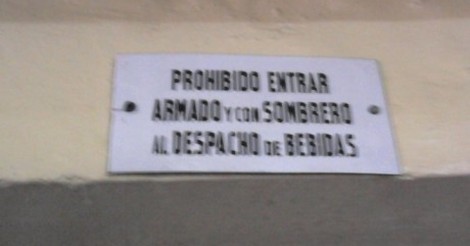 PROHIBIDO ENTRAR
ARMADO Y CON SOMBRERO
AL DESPACHO DE BEBIDAS